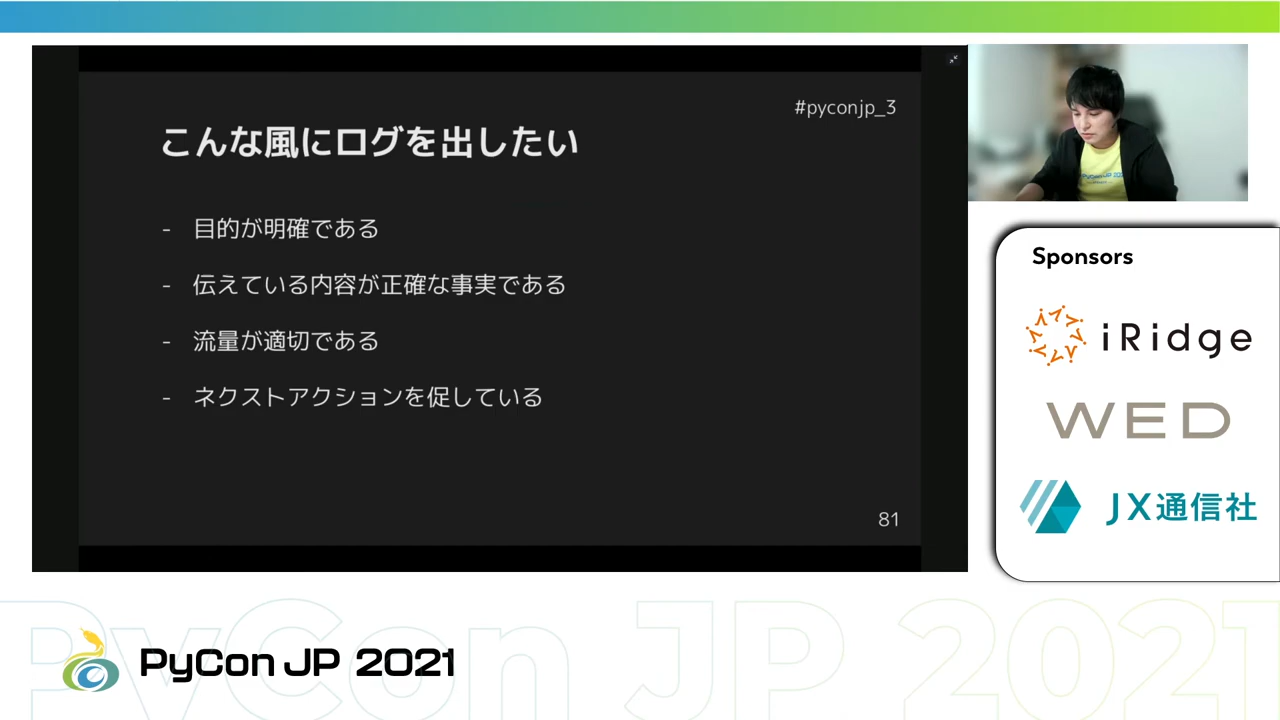 #pyconjp_3
こんな風にログを出したい
- 目的が明確である
- 伝えている内容が正確な事実である
- 流量が適切である
- ネクストアクションを促している
81
Sponsors
iRidge
WED
JX通信社
PyCon JP 2021
PyCon JP 2021